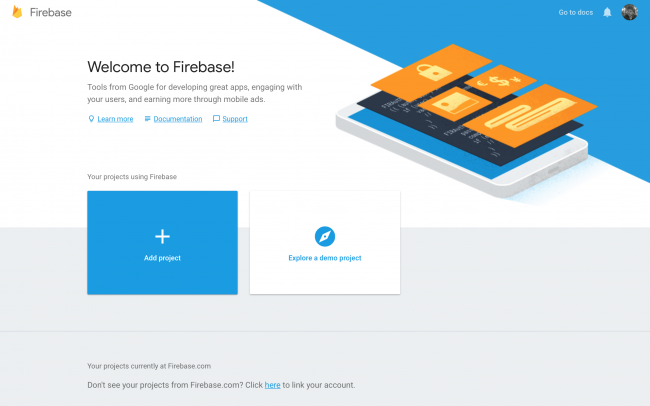 Firebase
Go to docs
Welcome to Firebase!
Tools from Google for developing great apps, engaging with
your users, and earning more through mobile ads.
Learn more Documentation Support
Your projects using Firebase
Add project
Explore a demo project
Your projects currently at Firebase.com
Don't see your projects from Firebase.com? Click here to link your account.